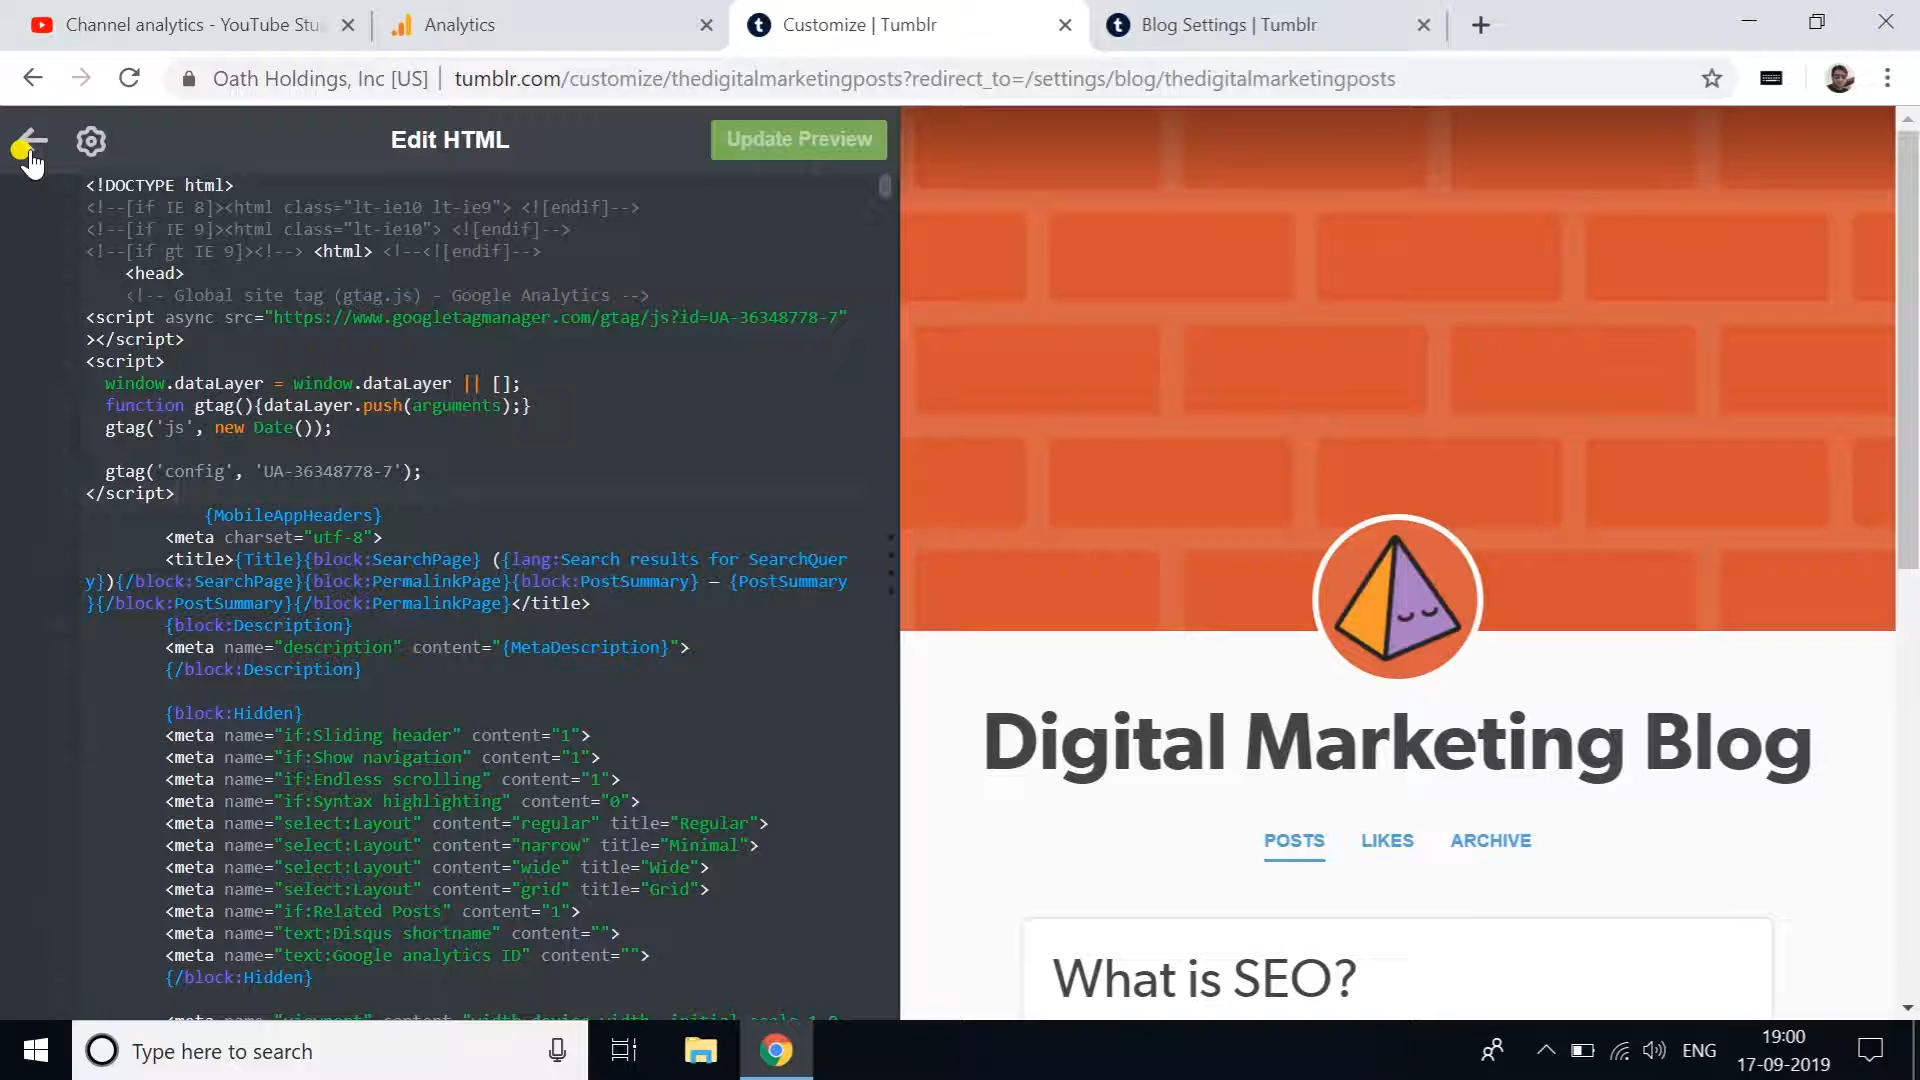 Channel analytics - YouTube Stu
Analytics
Customize | Tumblr
Blog Settings | Tumblr
Oath Holdings, Inc [US] | tumblr.com/customize/thedigitalmarketingposts?redirect_to=/settings/blog/thedigitalmarketingposts
Edit HTML
Update Preview
<!DOCTYPE html>
<!--[if IE 8]><html class="lt-ie10 lt-ie9"> <![endif]-->
<!--[if IE 9]><html class="lt-ie10"> <![endif]-->
<!--[if gt IE 9]><!--> <html> <!--<![endif]-->
<head>
<!-- Global site tag (gtag.js) - Google Analytics -->
<script async src="https://www.googletagmanager.com/gtag/js?id=UA-36348778-7"
></script>
<script>
window.dataLayer = window.dataLayer || [];
function gtag(){dataLayer.push(arguments);}
gtag('js', new Date());
gtag('config', 'UA-36348778-7');
</script>
{MobileAppHeaders}
<meta charset="utf-8">
<title>{Title}{block:SearchPage} ({lang:Search results for SearchQuer
y}){/block:SearchPage}{block:PermalinkPage}{block:PostSummary} — {PostSummary
}{/block:PostSummary}{/block:PermalinkPage}</title>
{block:Description}
<meta name="description" content="{MetaDescription}">
{/block:Description}
{block:Hidden}
<meta name="if:Sliding header" content="1">
<meta name="if:Show navigation" content="1">
<meta name="if:Endless scrolling" content="1">
<meta name="if:Syntax highlighting" content="0">
<meta name="select:Layout" content="regular" title="Regular">
<meta name="select:Layout" content="narrow" title="Minimal">
<meta name="select:Layout" content="wide" title="Wide">
<meta name="select:Layout" content="grid" title="Grid">
<meta name="if:Related Posts" content="1">
<meta name="text:Disqus shortname" content="">
<meta name="text:Google analytics ID" content="">
{/block:Hidden}
Digital Marketing Blog
POSTS LIKES ARCHIVE
What is SEO?
Type here to search
ENG
19:00
17-09-2019